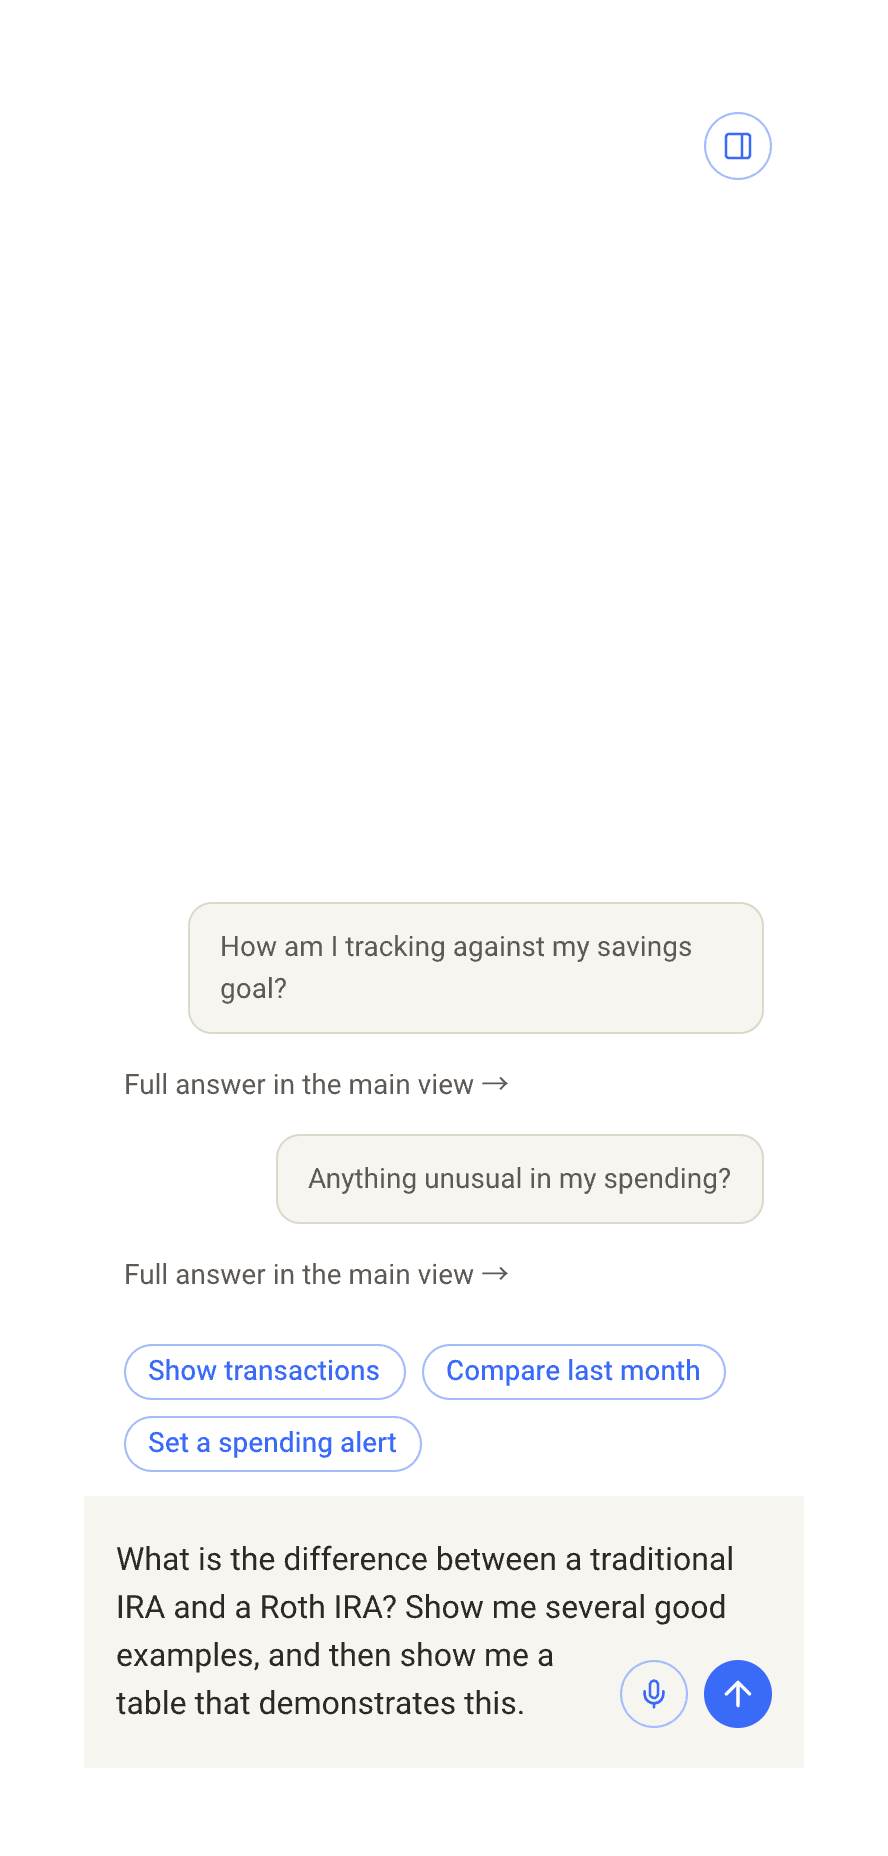 How am I tracking against my savings
goal?
Full answer in the main view →
Anything unusual in my spending?
Full answer in the main view →
Show transactions
Compare last month
Set a spending alert
What is the difference between a traditional
IRA and a Roth IRA? Show me several good
examples, and then show me a
table that demonstrates this.